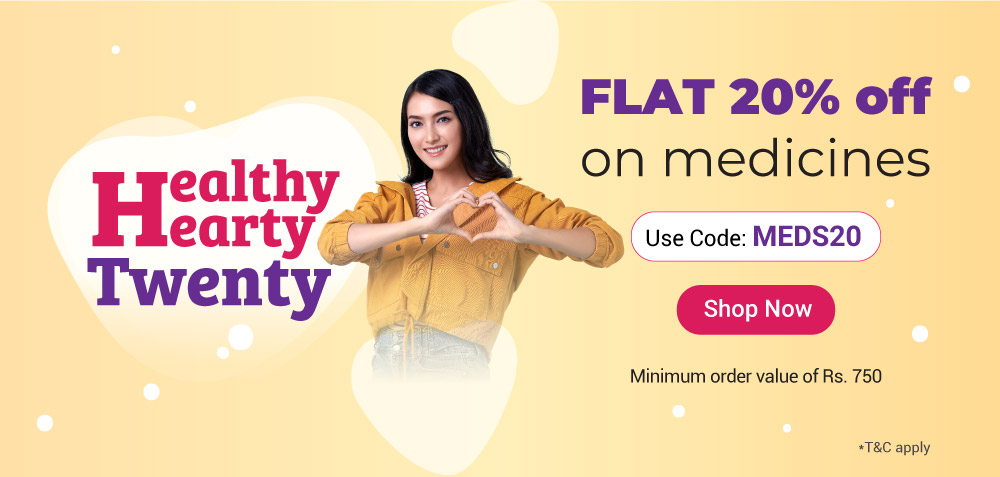 Healthy
Hearty
Twenty
FLAT 20% off
on medicines
Use Code: MEDS20
Shop Now
Minimum order value of Rs. 750
*T&C apply